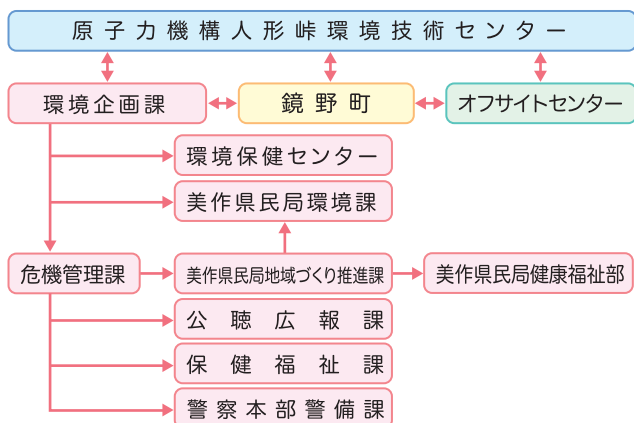 原子力機構人形峠環境技術センター
環境企画課
鏡野町
オフサイトセンター
環境保健センター
美作県民局環境課
危機管理課
美作県民局地域づくり推進課
美作県民局健康福祉部
公聴広報課
保健福祉課
警察本部警備課